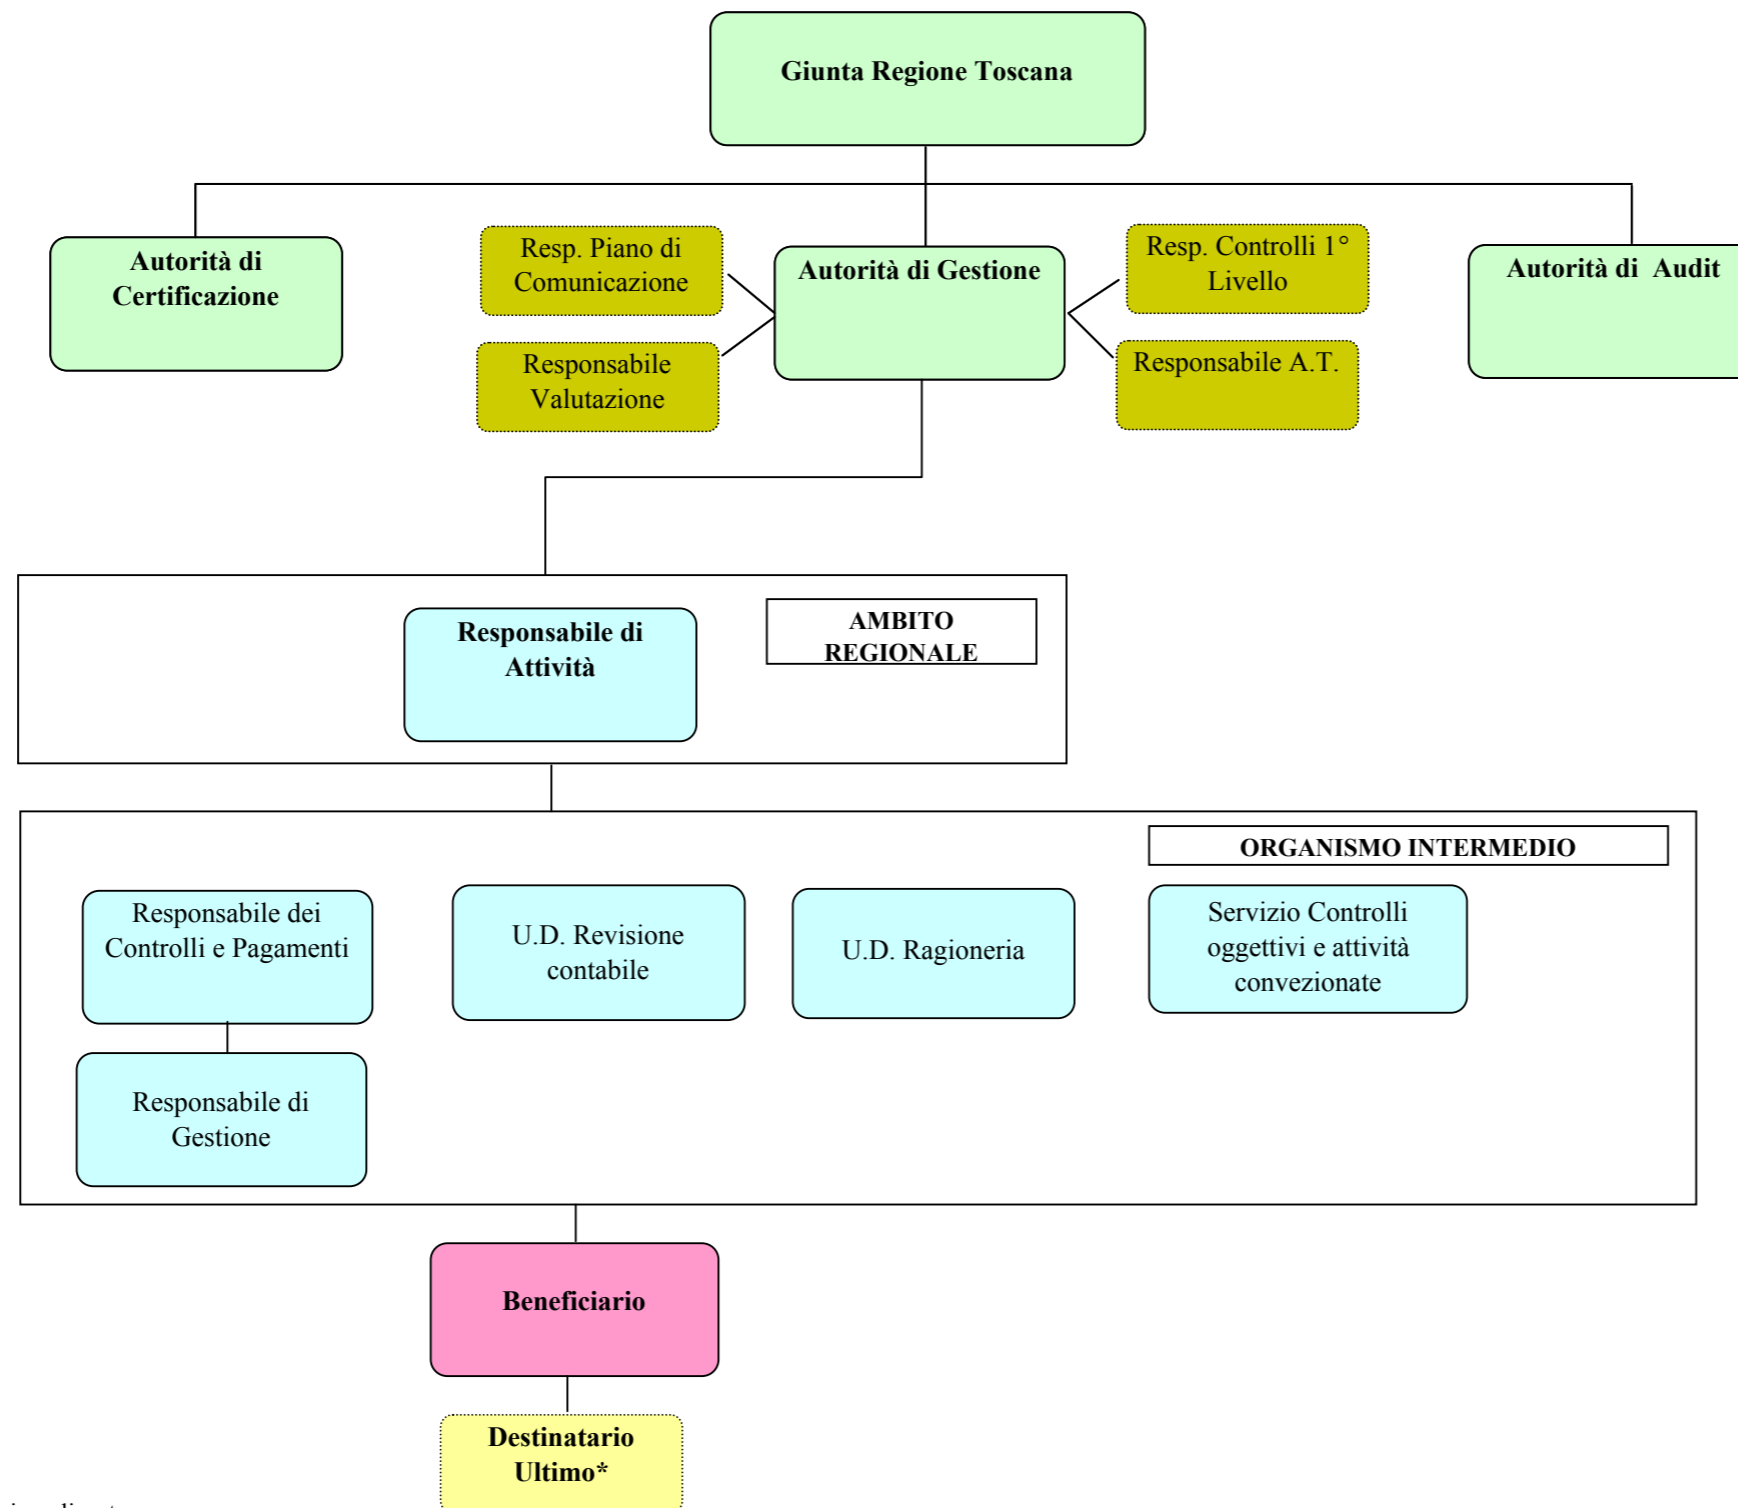 Giunta Regione Toscana
Autorità di
Certificazione
Resp. Piano di
Comunicazione
Responsabile
Valutazione
Autorità di Gestione
Resp. Controlli 1°
Livello
Responsabile A.T.
Autorità di Audit
Responsabile di
Attività
AMBITO
REGIONALE
ORGANISMO INTERMEDIO
Responsabile dei
Controlli e Pagamenti
U.D. Revisione
contabile
U.D. Ragioneria
Servizio Controlli
oggettivi e attività
convezionate
Responsabile di
Gestione
Beneficiario
Destinatario
Ultimo*